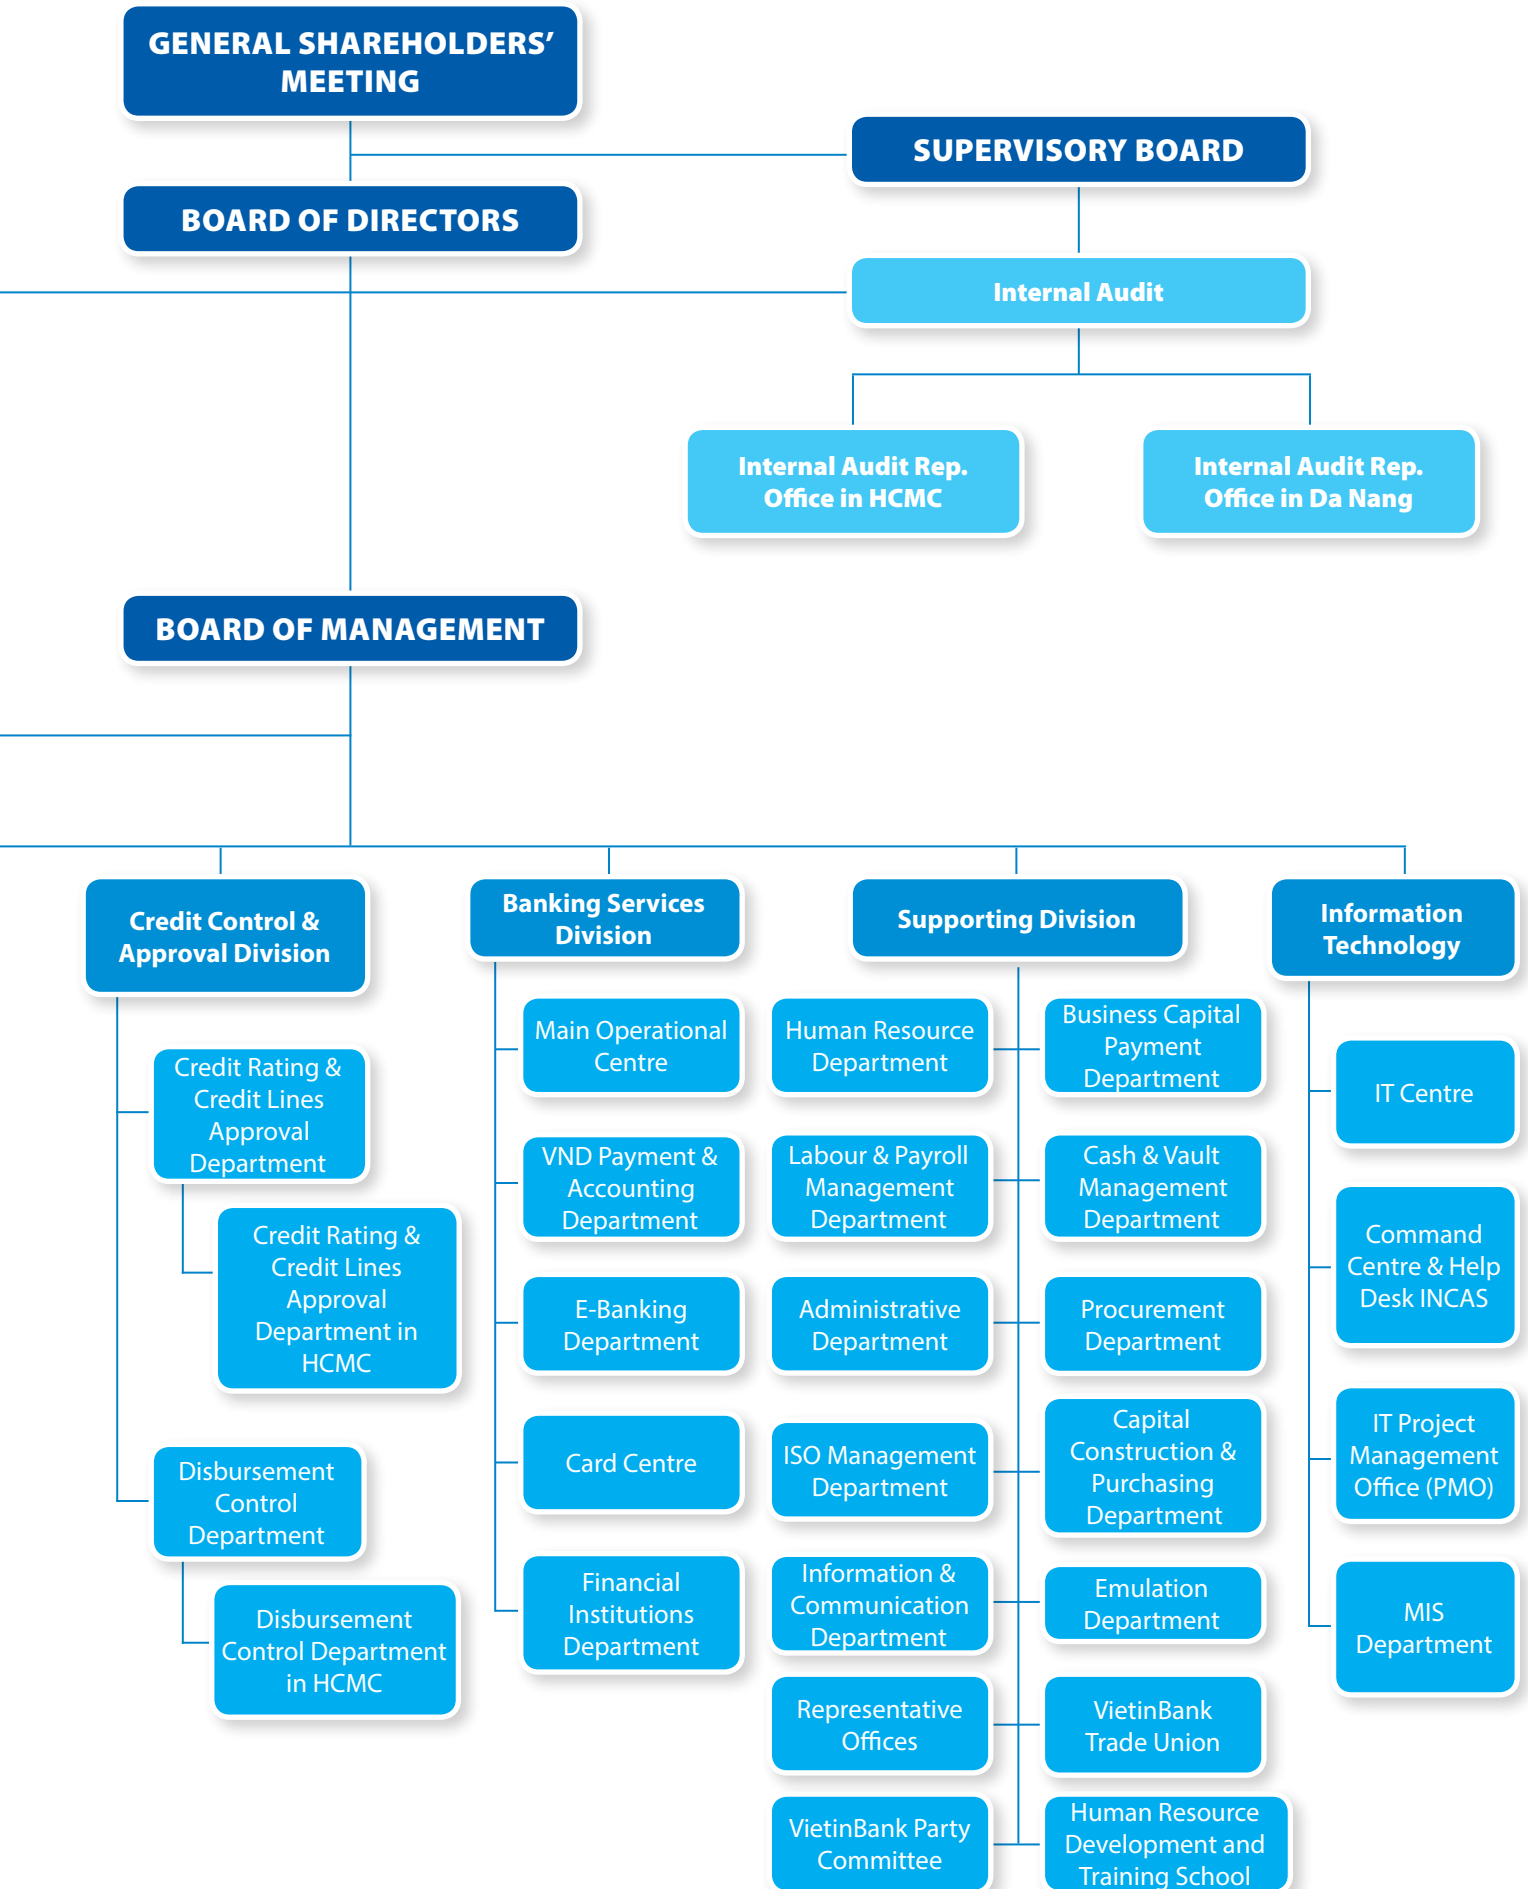 GENERAL SHAREHOLDERS’
MEETING
SUPERVISORY BOARD
BOARD OF DIRECTORS
Internal Audit
Internal Audit Rep.
Office in HCMC
Internal Audit Rep.
Office in Da Nang
BOARD OF MANAGEMENT
Credit Control &
Approval Division
Credit Rating &
Credit Lines
Approval
Department
Credit Rating &
Credit Lines
Approval
Department in
HCMC
Disbursement
Control
Department
Disbursement
Control Department
in HCMC
Banking Services
Division
Main Operational
Centre
VND Payment &
Accounting
Department
E-Banking
Department
Card Centre
Financial
Institutions
Department
Supporting Division
Human Resource
Department
Business Capital
Payment
Department
Labour & Payroll
Management
Department
Cash & Vault
Management
Department
Administrative
Department
Procurement
Department
ISO Management
Department
Capital
Construction &
Purchasing
Department
Information &
Communication
Department
Emulation
Department
Representative
Offices
VietinBank
Trade Union
VietinBank Party
Committee
Human Resource
Development and
Training School
Information
Technology
IT Centre
Command
Centre & Help
Desk INCAS
IT Project
Management
Office (PMO)
MIS
Department